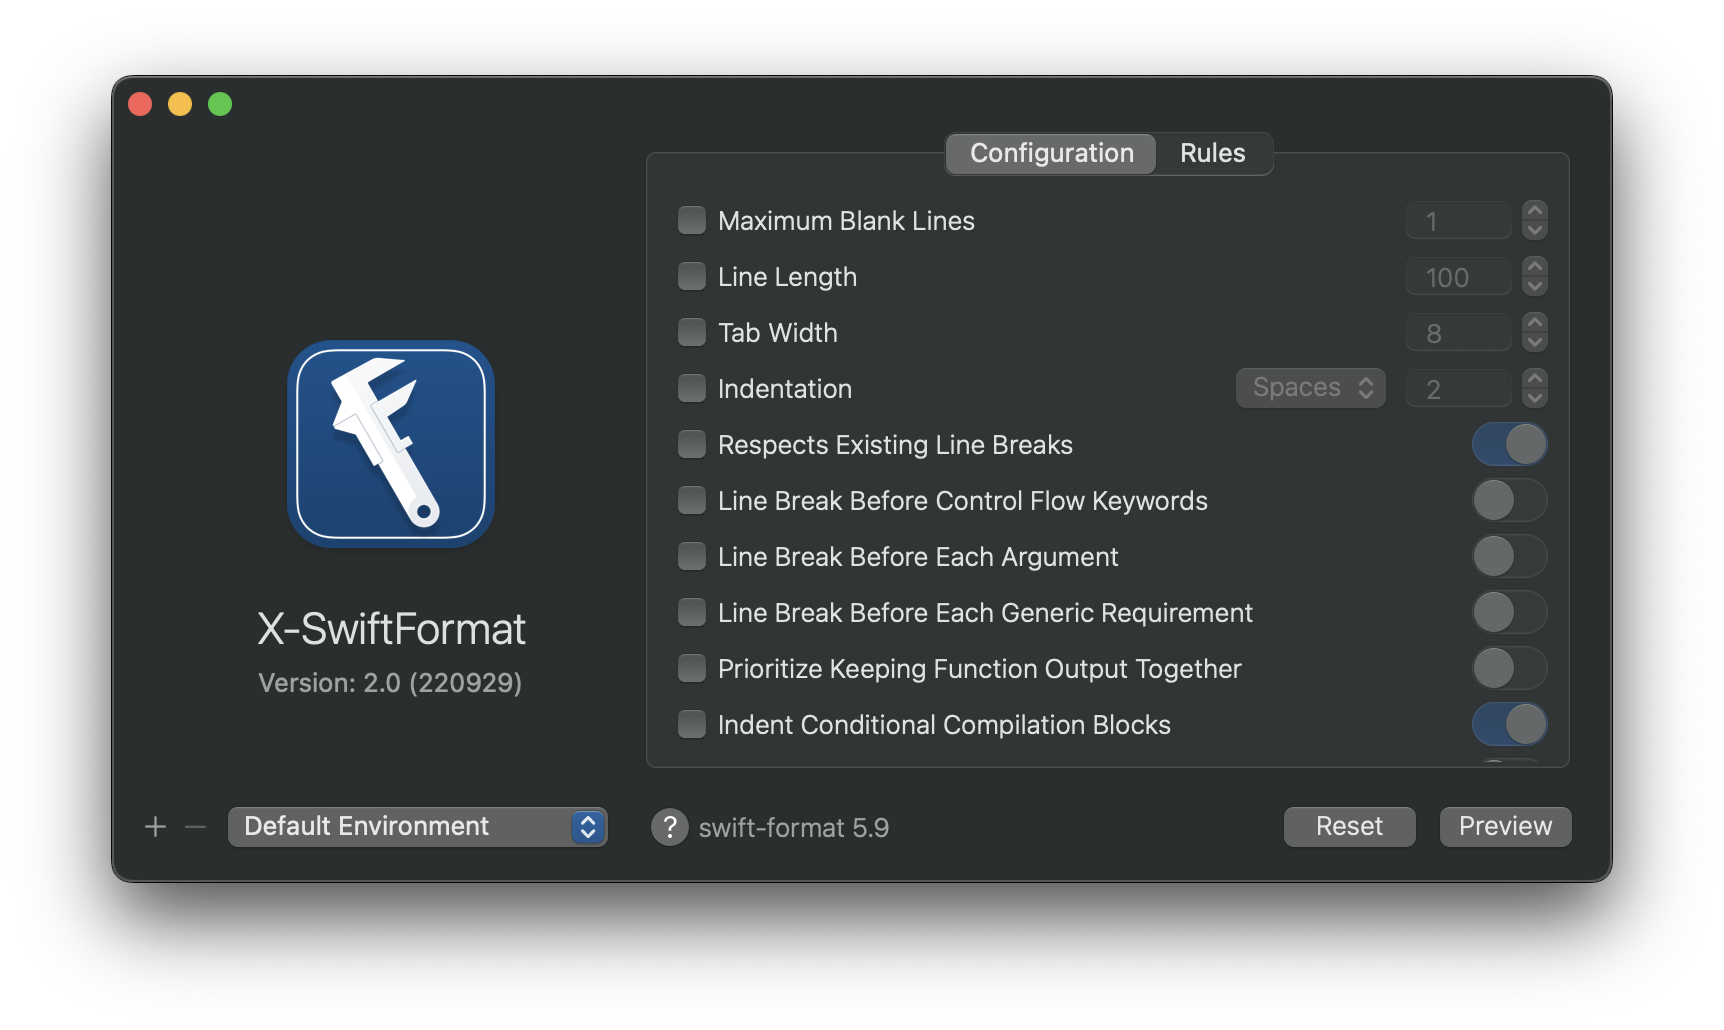 Configuration Rules
Maximum Blank Lines 1
Line Length 100
Tab Width 8
Indentation Spaces 2
Respects Existing Line Breaks
Line Break Before Control Flow Keywords
Line Break Before Each Argument
Line Break Before Each Generic Requirement
Prioritize Keeping Function Output Together
Indent Conditional Compilation Blocks
X-SwiftFormat
Version: 2.0 (220929)
Default Environment
? swift-format 5.9
Reset Preview